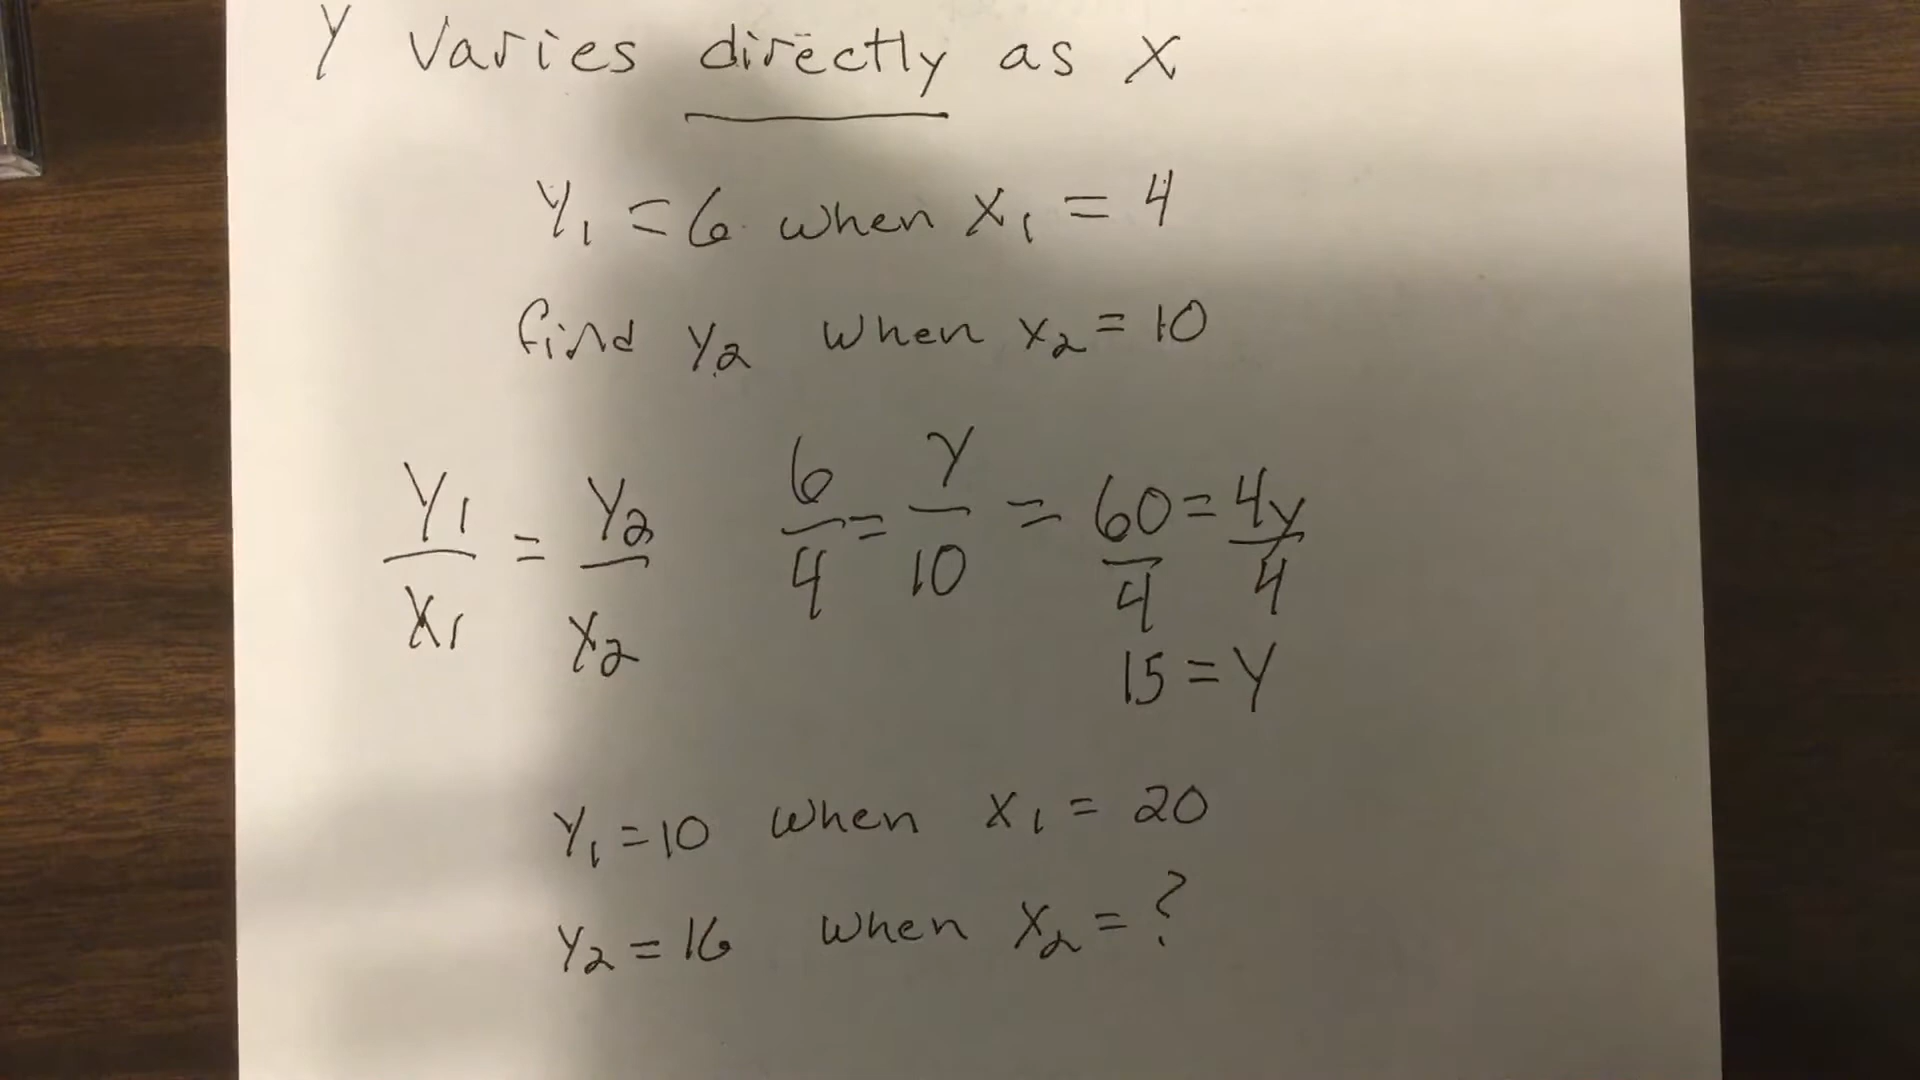 Y varies directly as X
Y₁ = 6 when X₁ = 4
find Y₂ when X₂ = 10
Y₁/X₁ = Y₂/X₂ 6/4 = Y/10 = 60/4 = 4y/4
15 = Y
Y₁ = 10 when X₁ = 20
Y₂ = 16 when X₂ = ?